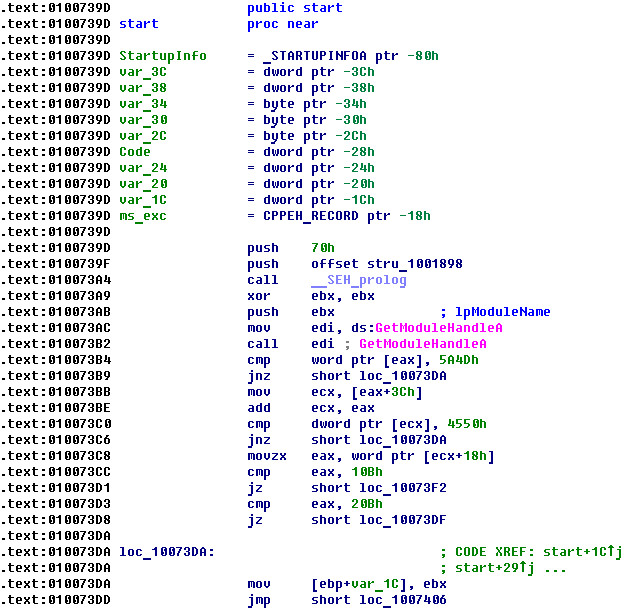 .text:0100739D public start
.text:0100739D start proc near
.text:0100739D
.text:0100739D StartupInfo = _STARTUPINFOA ptr -80h
.text:0100739D var_3C = dword ptr -3Ch
.text:0100739D var_38 = dword ptr -38h
.text:0100739D var_34 = byte ptr -34h
.text:0100739D var_30 = byte ptr -30h
.text:0100739D var_2C = byte ptr -2Ch
.text:0100739D Code = dword ptr -28h
.text:0100739D var_24 = dword ptr -24h
.text:0100739D var_20 = dword ptr -20h
.text:0100739D var_1C = dword ptr -1Ch
.text:0100739D ms_exc = CPPEH_RECORD ptr -18h
.text:0100739D
.text:0100739D push 70h
.text:0100739F push offset stru_1001898
.text:010073A4 call __SEH_prolog
.text:010073A9 xor ebx, ebx
.text:010073AB push ebx ; lpModuleName
.text:010073AC mov edi, ds:GetModuleHandleA
.text:010073B2 call edi ; GetModuleHandleA
.text:010073B4 cmp word ptr [eax], 5A4Dh
.text:010073B9 jnz short loc_10073DA
.text:010073BB mov ecx, [eax+3Ch]
.text:010073BE add ecx, eax
.text:010073C0 cmp dword ptr [ecx], 4550h
.text:010073C6 jnz short loc_10073DA
.text:010073C8 movzx eax, word ptr [ecx+18h]
.text:010073CC cmp eax, 10Bh
.text:010073D1 jz short loc_10073F2
.text:010073D3 cmp eax, 20Bh
.text:010073D8 jz short loc_10073DF
.text:010073DA
.text:010073DA loc_10073DA: ; CODE XREF: start+1C↑j
.text:010073DA ; start+29↑j ...
.text:010073DA mov [ebp+var_1C], ebx
.text:010073DD jmp short loc_1007406